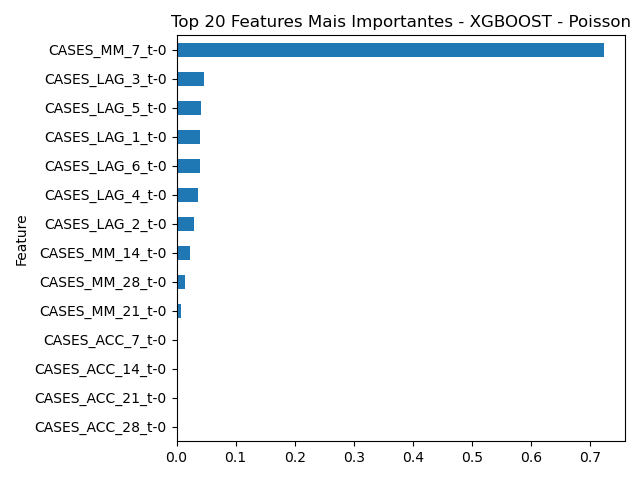 Top 20 Features Mais Importantes - XGBOOST - Poisson
Feature
CASES_MM_7_t-0
CASES_LAG_3_t-0
CASES_LAG_5_t-0
CASES_LAG_1_t-0
CASES_LAG_6_t-0
CASES_LAG_4_t-0
CASES_LAG_2_t-0
CASES_MM_14_t-0
CASES_MM_28_t-0
CASES_MM_21_t-0
CASES_ACC_7_t-0
CASES_ACC_14_t-0
CASES_ACC_21_t-0
CASES_ACC_28_t-0
0.0 0.1 0.2 0.3 0.4 0.5 0.6 0.7